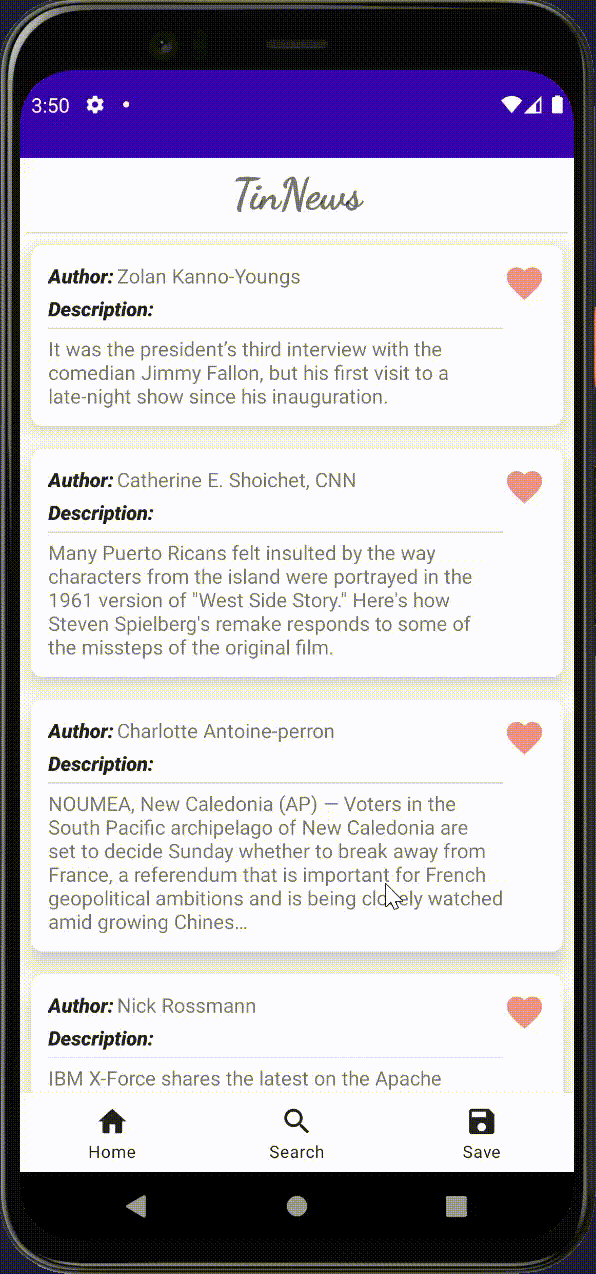 3:50
TinNews
Author: Zolan Kanno-Youngs
Description:
It was the president's third interview with the
comedian Jimmy Fallon, but his first visit to a
late-night show since his inauguration.
Author: Catherine E. Shoichet, CNN
Description:
Many Puerto Ricans felt insulted by the way
characters from the island were portrayed in the
1961 version of "West Side Story." Here's how
Steven Spielberg's remake responds to some of
the missteps of the original film.
Author: Charlotte Antoine-perron
Description:
NOUMEA, New Caledonia (AP) — Voters in the
South Pacific archipelago of New Caledonia are
set to decide Sunday whether to break away from
France, a referendum that is important for French
geopolitical ambitions and is being closely watched
amid growing Chines…
Author: Nick Rossmann
Description:
IBM X-Force shares the latest on the Apache
Home Search Save